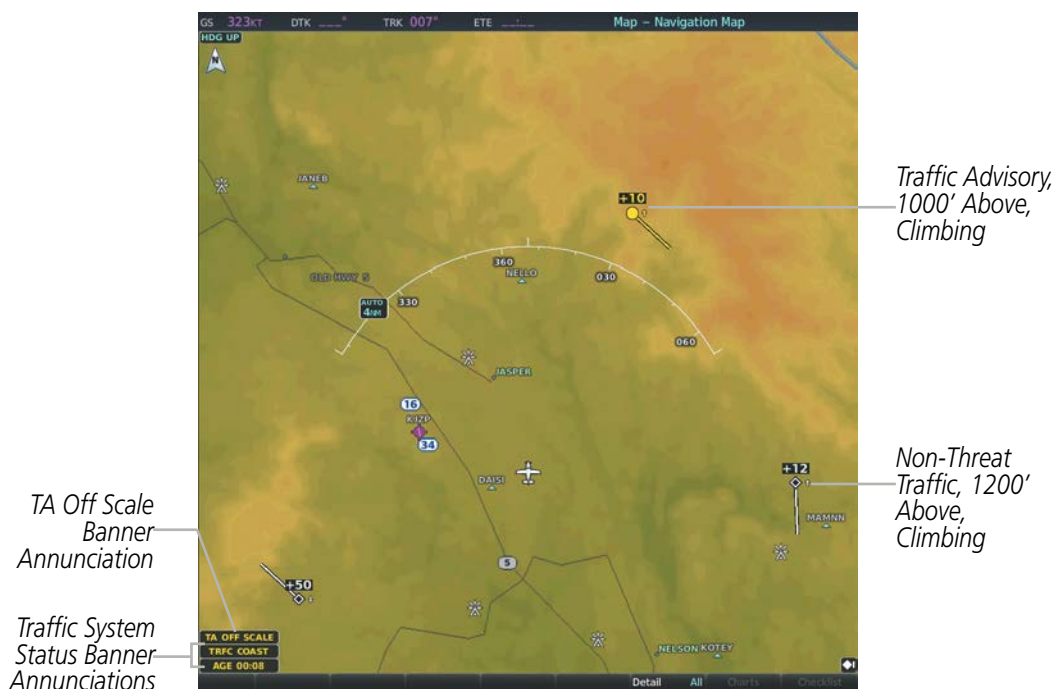 GS 323KT DTK ___° TRK 007° ETE __:__ Map – Navigation Map
HDG UP
N
JANEB
+10
Traffic Advisory,
1000’ Above,
Climbing
360
NELLO
030
OLD HWY 5
330
AUTO
4NM
060
JASPER
16
KJZP
34
+12
Non-Threat
Traffic, 1200’
Above,
Climbing
DAISI
MAMNN
TA Off Scale
Banner
Annunciation
5
+50
Traffic System
Status Banner
Annunciations
TA OFF SCALE
TRFC COAST
AGE 00:08
NELSON KOTEY
Detail All Charts Checklist